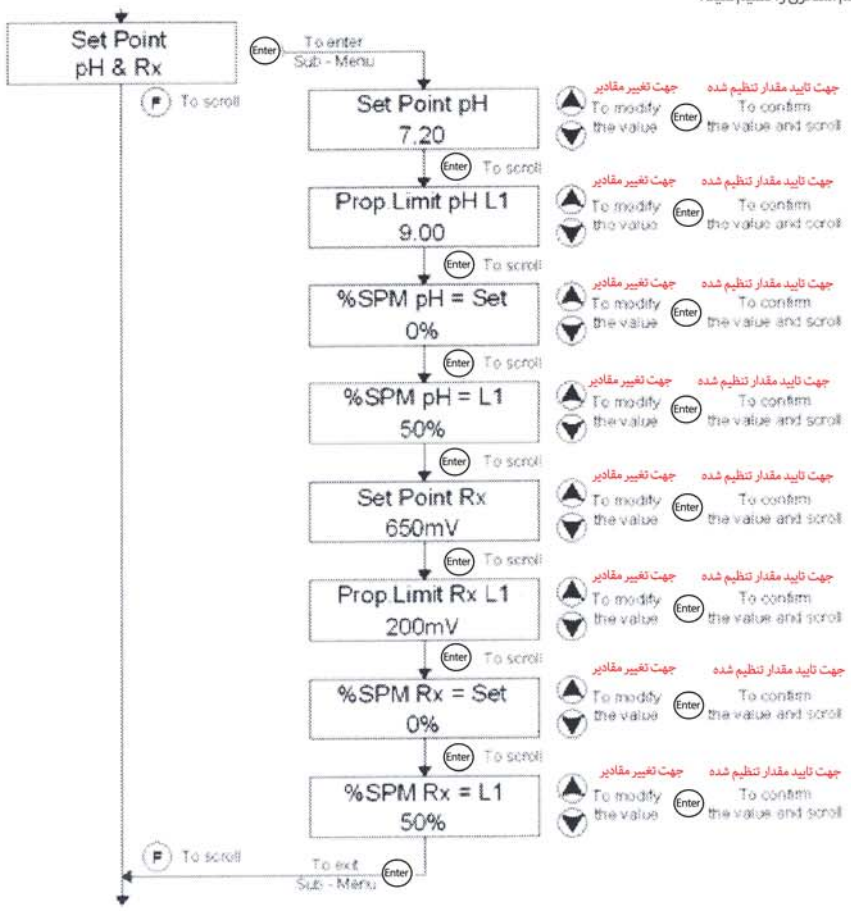 Set Point
pH & Rx
Enter
To enter
Sub - Menu
F To scroll
Set Point pH
7.20
جهت تغییر مقادیر
To modify
the value
Enter
جهت تایید مقدار تنظیم شده
To confirm
the value and scroll
Enter To scroll
Prop.Limit pH L1
9.00
جهت تغییر مقادیر
To modify
the value
Enter
جهت تایید مقدار تنظیم شده
To confirm
the value and scroll
Enter To scroll
%SPM pH = Set
0%
جهت تغییر مقادیر
To modify
the value
Enter
جهت تایید مقدار تنظیم شده
To confirm
the value and scroll
Enter To scroll
%SPM pH = L1
50%
جهت تغییر مقادیر
To modify
the value
Enter
جهت تایید مقدار تنظیم شده
To confirm
the value and scroll
Enter To scroll
Set Point Rx
650mV
جهت تغییر مقادیر
To modify
the value
Enter
جهت تایید مقدار تنظیم شده
To confirm
the value and scroll
Enter To scroll
Prop.Limit Rx L1
200mV
جهت تغییر مقادیر
To modify
the value
Enter
جهت تایید مقدار تنظیم شده
To confirm
the value and scroll
Enter To scroll
%SPM Rx = Set
0%
جهت تغییر مقادیر
To modify
the value
Enter
جهت تایید مقدار تنظیم شده
To confirm
the value and scroll
Enter To scroll
%SPM Rx = L1
50%
جهت تغییر مقادیر
To modify
the value
Enter
جهت تایید مقدار تنظیم شده
To confirm
the value and scroll
F To scroll
To exit
Sub - Menu
Enter